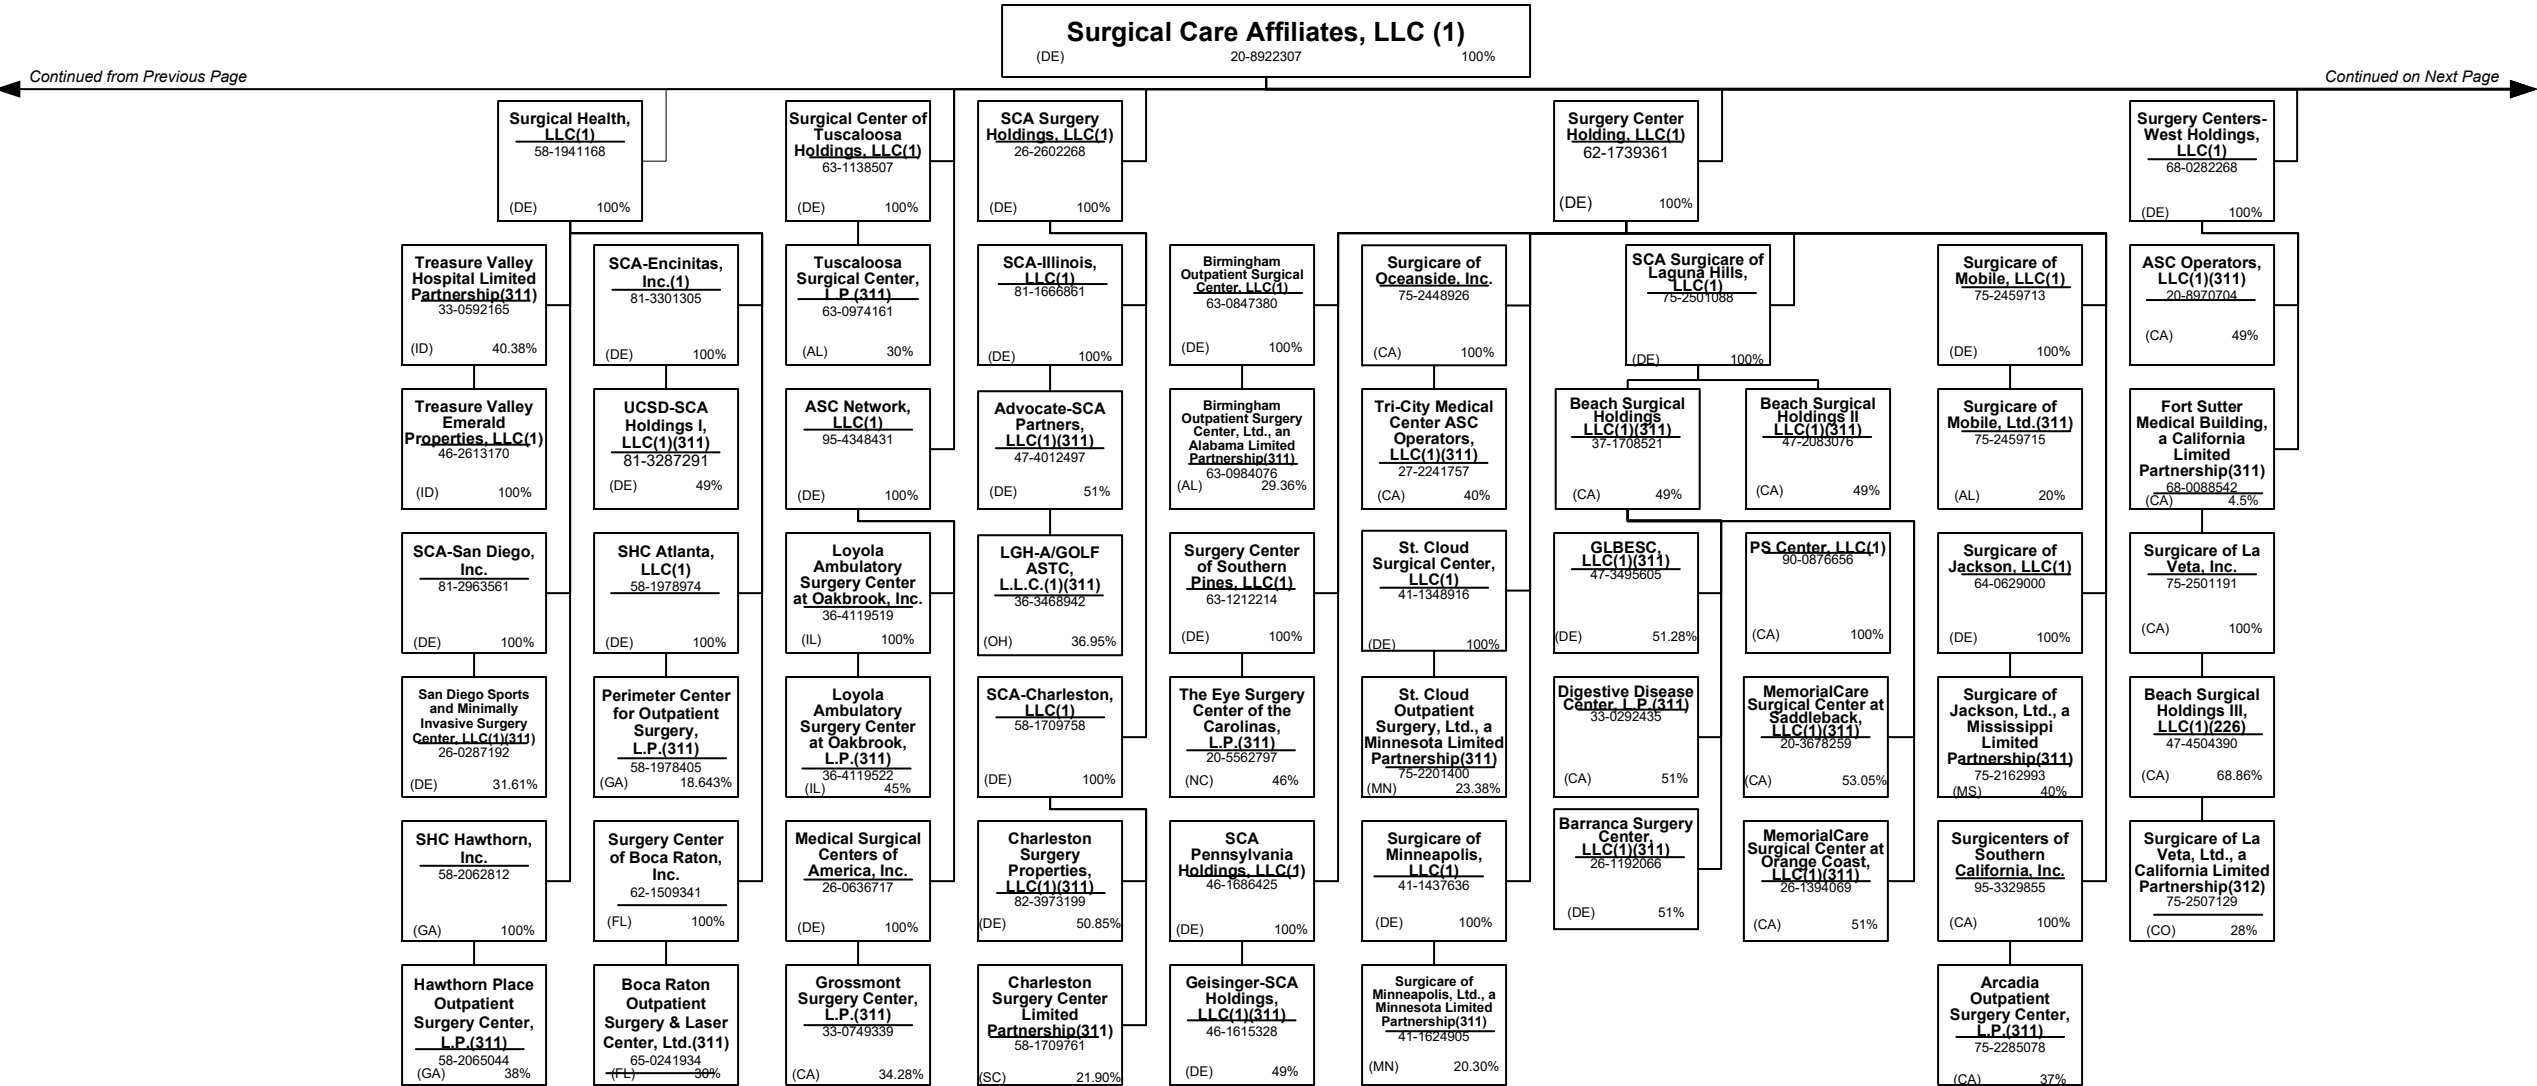 Surgical Care Affiliates, LLC (1)
(DE) 20-8922307 100%
Continued from Previous Page
Continued on Next Page
Surgical Health,
LLC(1)
58-1941168
(DE) 100%
Surgical Center of
Tuscaloosa
Holdings, LLC(1)
63-1138507
(DE) 100%
SCA Surgery
Holdings, LLC(1)
26-2602268
(DE) 100%
Surgery Center
Holding, LLC(1)
62-1739361
(DE) 100%
Surgery Centers-
West Holdings,
LLC(1)
68-0282268
(DE) 100%
Treasure Valley
Hospital Limited
Partnership(311)
33-0592165
(ID) 40.38%
SCA-Encinitas,
Inc.(1)
81-3301305
(DE) 100%
Tuscaloosa
Surgical Center,
L.P.(311)
63-0974161
(AL) 30%
SCA-Illinois,
LLC(1)
81-1666861
(DE) 100%
Birmingham
Outpatient Surgical
Center, LLC(1)
63-0847380
(DE) 100%
Surgicare of
Oceanside, Inc.
75-2448926
(CA) 100%
SCA Surgicare of
Laguna Hills,
LLC(1)
75-2501088
(DE) 100%
Surgicare of
Mobile, LLC(1)
75-2459713
(DE) 100%
ASC Operators,
LLC(1)(311)
20-8970704
(CA) 49%
Treasure Valley
Emerald
Properties, LLC(1)
46-2613170
(ID) 100%
UCSD-SCA
Holdings I,
LLC(1)(311)
81-3287291
(DE) 49%
ASC Network,
LLC(1)
95-4348431
(DE) 100%
Advocate-SCA
Partners,
LLC(1)(311)
47-4012497
(DE) 51%
Birmingham
Outpatient Surgery
Center, Ltd., an
Alabama Limited
Partnership(311)
63-0984076
(AL) 29.36%
Tri-City Medical
Center ASC
Operators,
LLC(1)(311)
27-2241757
(CA) 40%
Beach Surgical
Holdings
LLC(1)(311)
37-1708521
(CA) 49%
Beach Surgical
Holdings II
LLC(1)(311)
47-2083076
(CA) 49%
Surgicare of
Mobile, Ltd.(311)
75-2459715
(AL) 20%
Fort Sutter
Medical Building,
a California
Limited
Partnership(311)
68-0088542
(CA) 4.5%
SCA-San Diego,
Inc.
81-2963561
(DE) 100%
SHC Atlanta,
LLC(1)
58-1978974
(DE) 100%
Loyola
Ambulatory
Surgery Center
at Oakbrook, Inc.
36-4119519
(IL) 100%
LGH-A/GOLF
ASTC,
L.L.C.(1)(311)
36-3468942
(OH) 36.95%
Surgery Center
of Southern
Pines, LLC(1)
63-1212214
(DE) 100%
St. Cloud
Surgical Center,
LLC(1)
41-1348916
(DE) 100%
GLBESC,
LLC(1)(311)
47-3495605
(DE) 51.28%
PS Center, LLC(1)
90-0876656
(CA) 100%
Surgicare of
Jackson, LLC(1)
64-0629000
(DE) 100%
Surgicare of La
Veta, Inc.
75-2501191
(CA) 100%
San Diego Sports
and Minimally
Invasive Surgery
Center, LLC(1)(311)
26-0287192
(DE) 31.61%
Perimeter Center
for Outpatient
Surgery,
L.P.(311)
58-1978405
(GA) 18.643%
Loyola
Ambulatory
Surgery Center
at Oakbrook,
L.P.(311)
36-4119522
(IL) 45%
SCA-Charleston,
LLC(1)
58-1709758
(DE) 100%
The Eye Surgery
Center of the
Carolinas,
L.P.(311)
20-5562797
(NC) 46%
St. Cloud
Outpatient
Surgery, Ltd., a
Minnesota Limited
Partnership(311)
75-2201400
(MN) 23.38%
Digestive Disease
Center, L.P.(311)
33-0292435
(CA) 51%
MemorialCare
Surgical Center at
Saddleback,
LLC(1)(311)
20-3678259
(CA) 53.05%
Surgicare of
Jackson, Ltd., a
Mississippi
Limited
Partnership(311)
75-2162993
(MS) 40%
Beach Surgical
Holdings III,
LLC(1)(226)
47-4504390
(CA) 68.86%
SHC Hawthorn,
Inc.
58-2062812
(GA) 100%
Surgery Center
of Boca Raton,
Inc.
62-1509341
(FL) 100%
Medical Surgical
Centers of
America, Inc.
26-0636717
(DE) 100%
Charleston
Surgery
Properties,
LLC(1)(311)
82-3973199
(DE) 50.85%
SCA
Pennsylvania
Holdings, LLC(1)
46-1686425
(DE) 100%
Surgicare of
Minneapolis,
LLC(1)
41-1437636
(DE) 100%
Barranca Surgery
Center,
LLC(1)(311)
26-1192066
(DE) 51%
MemorialCare
Surgical Center at
Orange Coast,
LLC(1)(311)
26-1394069
(CA) 51%
Surgicenters of
Southern
California, Inc.
95-3329855
(CA) 100%
Surgicare of La
Veta, Ltd., a
California Limited
Partnership(312)
75-2507129
(CO) 28%
Hawthorn Place
Outpatient
Surgery Center,
L.P.(311)
58-2065044
(GA) 38%
Boca Raton
Outpatient
Surgery & Laser
Center, Ltd.(311)
65-0241934
(FL) 30%
Grossmont
Surgery Center,
L.P.(311)
33-0749339
(CA) 34.28%
Charleston
Surgery Center
Limited
Partnership(311)
58-1709761
(SC) 21.90%
Geisinger-SCA
Holdings,
LLC(1)(311)
46-1615328
(DE) 49%
Surgicare of
Minneapolis, Ltd., a
Minnesota Limited
Partnership(311)
41-1624905
(MN) 20.30%
Arcadia
Outpatient
Surgery Center,
L.P.(311)
75-2285078
(CA) 37%